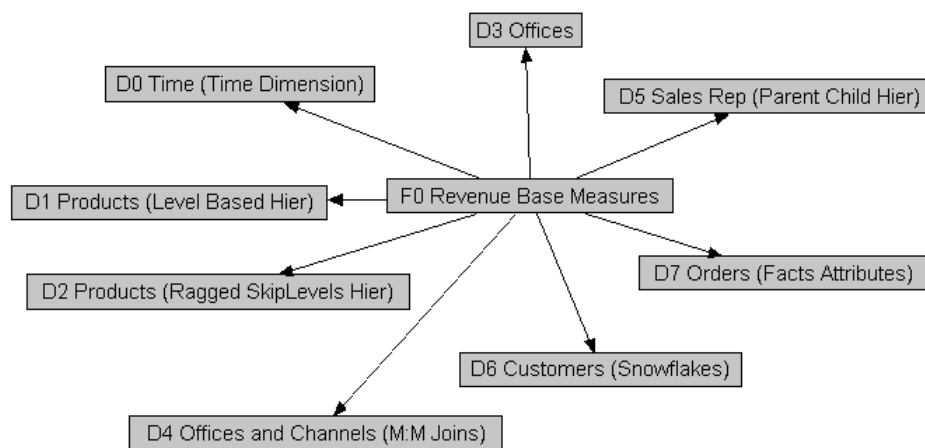 D3 Offices
D0 Time (Time Dimension)
D5 Sales Rep (Parent Child Hier)
D1 Products (Level Based Hier)
F0 Revenue Base Measures
D2 Products (Ragged SkipLevels Hier)
D7 Orders (Facts Attributes)
D6 Customers (Snowflakes)
D4 Offices and Channels (M:M Joins)